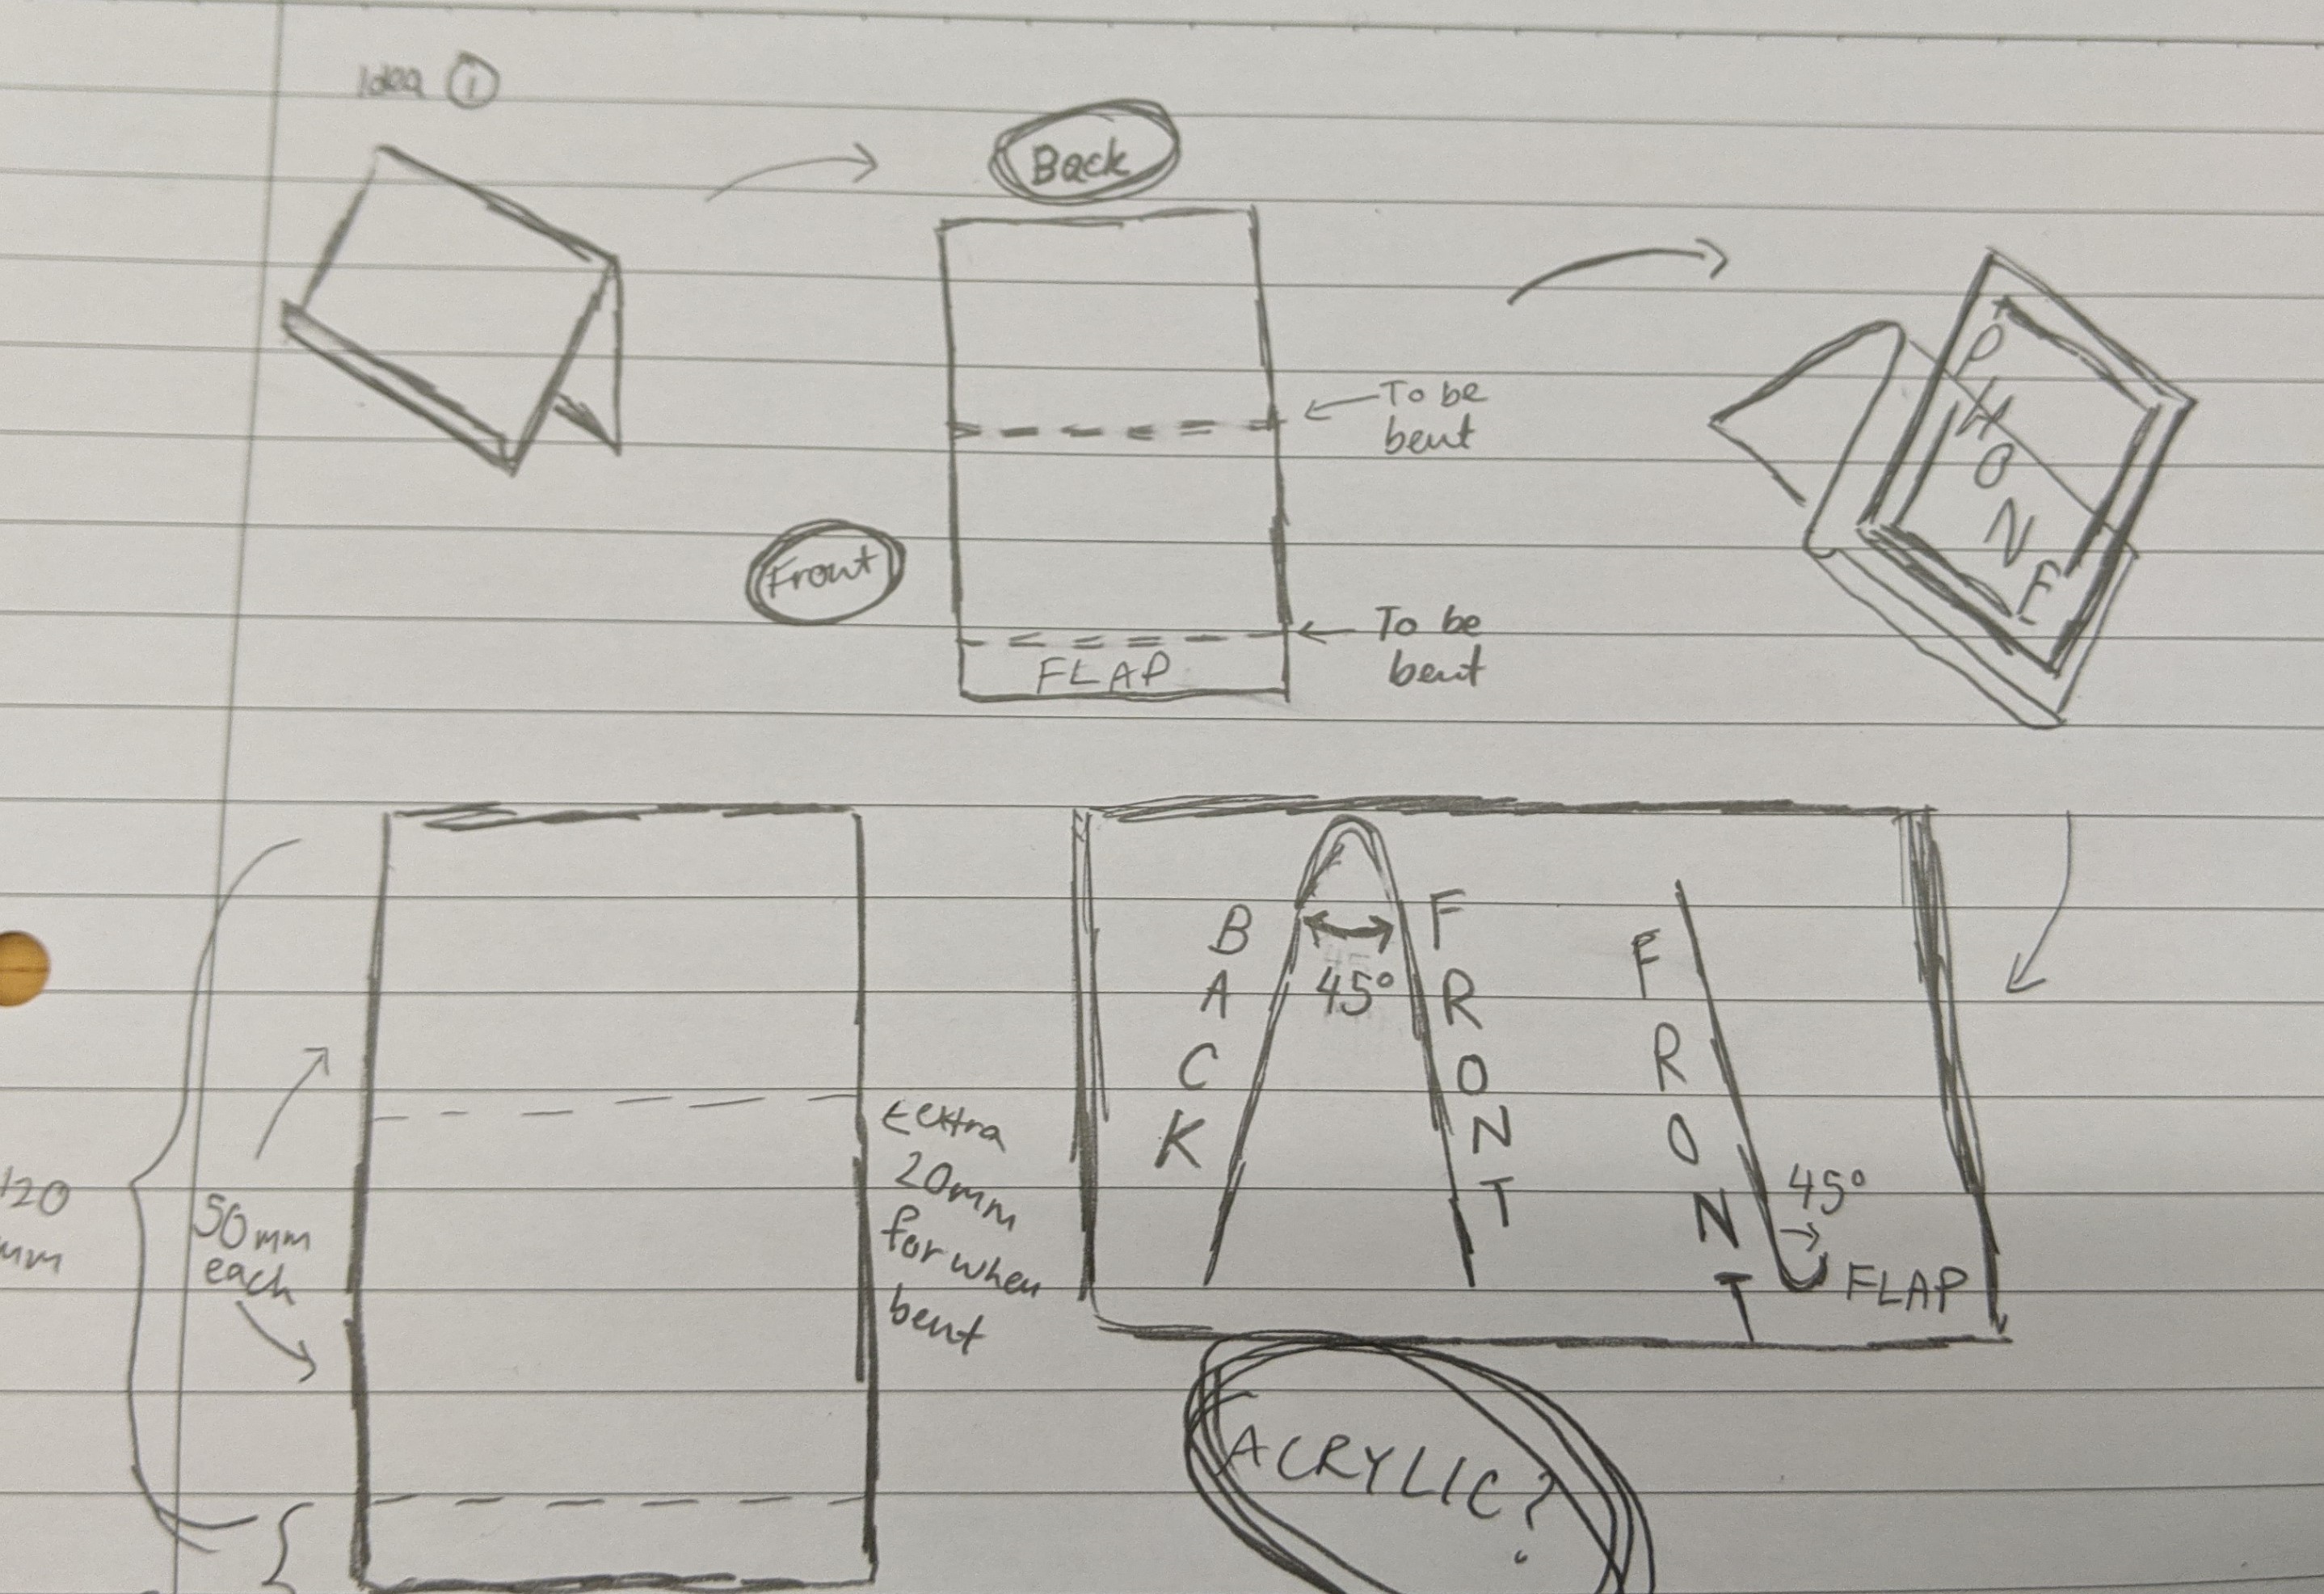 Idea ①
Back
To be
bent
Front
To be
bent
FLAP
PHONE
120
mm
50mm
each
← extra
20mm
for when
bent
BACK
45°
FRONT
FRONT
45°
FLAP
ACRYLIC?